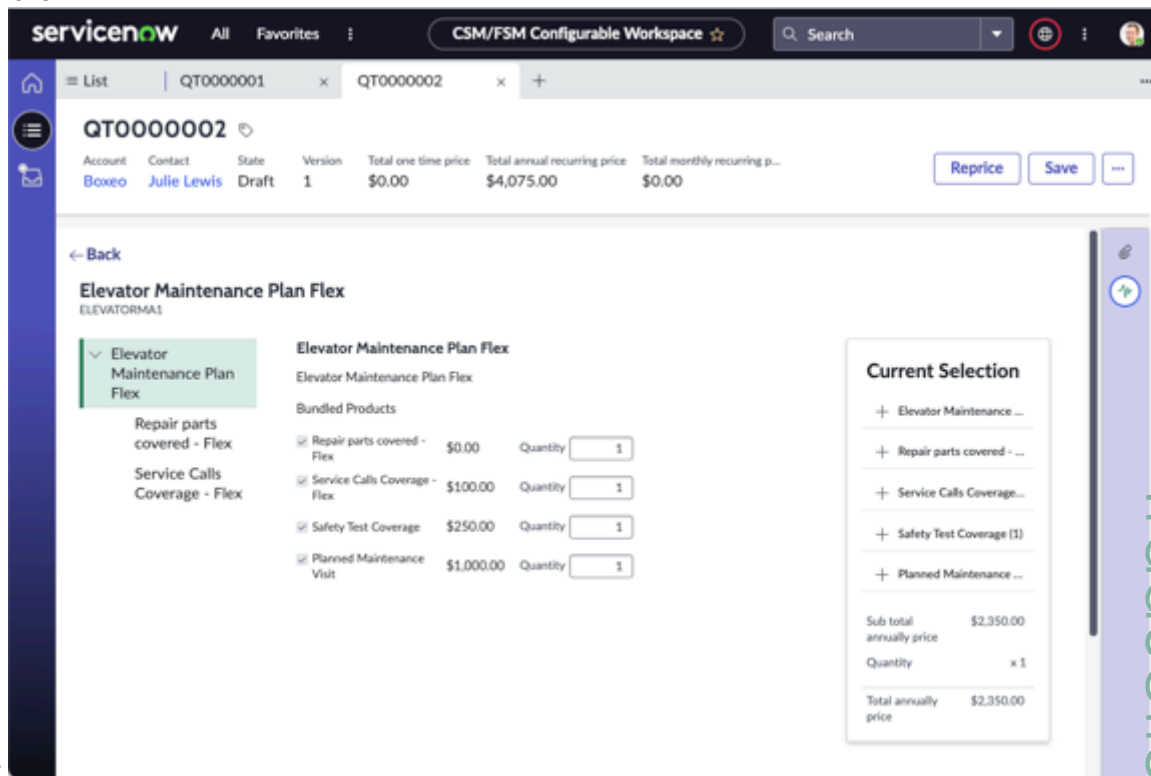 servicenow All Favorites CSM/FSM Configurable Workspace Search
List QT0000001 × QT0000002 × +
QT0000002
Account Contact State Version Total one time price Total annual recurring price Total monthly recurring p...
Boxeo Julie Lewis Draft 1 $0.00 $4,075.00 $0.00
Reprice Save
← Back
Elevator Maintenance Plan Flex
ELEVATORMA1
Elevator
Maintenance Plan
Flex
Repair parts
covered - Flex
Service Calls
Coverage - Flex
Elevator Maintenance Plan Flex
Elevator Maintenance Plan Flex
Bundled Products
Repair parts covered -
Flex
$0.00 Quantity 1
Service Calls Coverage -
Flex
$100.00 Quantity 1
Safety Test Coverage $250.00 Quantity 1
Planned Maintenance
Visit
$1,000.00 Quantity 1
Current Selection
+ Elevator Maintenance ...
+ Repair parts covered - ...
+ Service Calls Coverage...
+ Safety Test Coverage (1)
+ Planned Maintenance ...
Sub total
annually price
$2,350.00
Quantity x 1
Total annually
price
$2,350.00